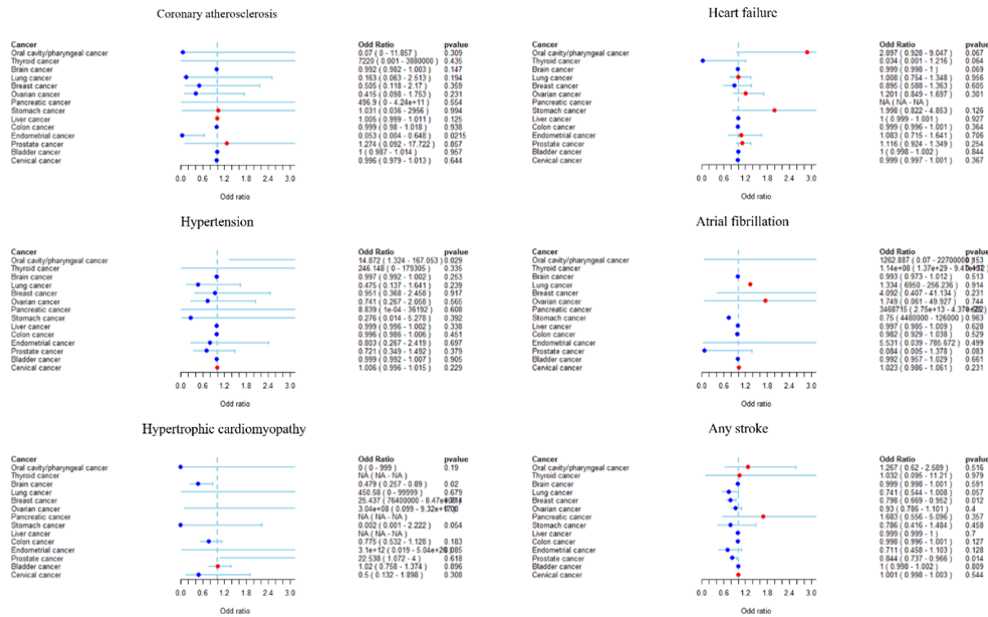 Coronary atherosclerosis
Cancer Odd Ratio pvalue
Oral cavity/pharyngeal cancer 0.07 ( 0 - 11.857 ) 0.309
Thyroid cancer 7220 ( 0.001 - 3880000 ) 0.435
Brain cancer 0.992 ( 0.982 - 1.003 ) 0.147
Lung cancer 0.163 ( 0.063 - 2.513 ) 0.194
Breast cancer 0.505 ( 0.118 - 2.17 ) 0.359
Ovarian cancer 0.415 ( 0.098 - 1.753 ) 0.231
Pancreatic cancer 496.9 ( 0 - 4.24e+11 ) 0.554
Stomach cancer 1.031 ( 0.036 - 2956 ) 0.994
Liver cancer 1.005 ( 0.999 - 1.011 ) 0.125
Colon cancer 0.999 ( 0.98 - 1.018 ) 0.938
Endometrial cancer 0.053 ( 0.004 - 0.648 ) 0.0215
Prostate cancer 1.274 ( 0.092 - 17.722 ) 0.857
Bladder cancer 1 ( 0.987 - 1.014 ) 0.957
Cervical cancer 0.996 ( 0.979 - 1.013 ) 0.644
0.0 0.6 1.2 1.8 2.4 3.0
Odd ratio
Heart failure
Cancer Odd Ratio pvalue
Oral cavity/pharyngeal cancer 2.897 ( 0.928 - 9.047 ) 0.067
Thyroid cancer 0.034 ( 0.001 - 1.216 ) 0.064
Brain cancer 0.999 ( 0.998 - 1 ) 0.069
Lung cancer 1.008 ( 0.754 - 1.348 ) 0.956
Breast cancer 0.895 ( 0.588 - 1.363 ) 0.605
Ovarian cancer 1.201 ( 0.849 - 1.697 ) 0.301
Pancreatic cancer NA ( NA - NA )
Stomach cancer 1.998 ( 0.822 - 4.853 ) 0.126
Liver cancer 1 ( 0.999 - 1.001 ) 0.927
Colon cancer 0.999 ( 0.996 - 1.001 ) 0.364
Endometrial cancer 1.083 ( 0.715 - 1.641 ) 0.706
Prostate cancer 1.116 ( 0.924 - 1.349 ) 0.254
Bladder cancer 1 ( 0.998 - 1.002 ) 0.844
Cervical cancer 0.999 ( 0.997 - 1.001 ) 0.367
0.0 0.6 1.2 1.8 2.4 3.0
Odd ratio
Hypertension
Cancer Odd Ratio pvalue
Oral cavity/pharyngeal cancer 14.872 ( 1.324 - 167.053 ) 0.029
Thyroid cancer 246.148 ( 0 - 179305 ) 0.335
Brain cancer 0.997 ( 0.992 - 1.002 ) 0.253
Lung cancer 0.475 ( 0.137 - 1.641 ) 0.239
Breast cancer 0.951 ( 0.368 - 2.458 ) 0.917
Ovarian cancer 0.741 ( 0.267 - 2.058 ) 0.565
Pancreatic cancer 8.839 ( 1e-04 - 36192 ) 0.608
Stomach cancer 0.276 ( 0.014 - 5.278 ) 0.392
Liver cancer 0.999 ( 0.996 - 1.002 ) 0.338
Colon cancer 0.996 ( 0.986 - 1.006 ) 0.451
Endometrial cancer 0.803 ( 0.267 - 2.419 ) 0.697
Prostate cancer 0.721 ( 0.349 - 1.492 ) 0.379
Bladder cancer 0.999 ( 0.992 - 1.007 ) 0.905
Cervical cancer 1.006 ( 0.996 - 1.015 ) 0.229
0.0 0.6 1.2 1.8 2.4 3.0
Odd ratio
Atrial fibrillation
Cancer Odd Ratio pvalue
Oral cavity/pharyngeal cancer 1262.887 ( 0.07 -
Thyroid cancer 1.14e+08 ( 1.37e+29 -
Brain cancer 0.993 ( 0.973 - 1.012 ) 0.513
Lung cancer 1.334 ( 6950 - 256.236 ) 0.914
Breast cancer 4.092 ( 0.407 - 41.134 ) 0.231
Ovarian cancer 1.749 ( 0.061 - 49.927 ) 0.744
Pancreatic cancer 3468715 ( 2.75e+13 -
Stomach cancer 0.75 ( 4480000 - 126000 ) 0.963
Liver cancer 0.997 ( 0.985 - 1.009 ) 0.628
Colon cancer 0.982 ( 0.929 - 1.038 ) 0.529
Endometrial cancer 5.531 ( 0.039 - 785.672 ) 0.499
Prostate cancer 0.084 ( 0.005 - 1.378 ) 0.083
Bladder cancer 0.992 ( 0.957 - 1.029 ) 0.661
Cervical cancer 1.023 ( 0.986 - 1.061 ) 0.231
0.0 0.6 1.2 1.8 2.4 3.0
Odd ratio
Hypertrophic cardiomyopathy
Cancer Odd Ratio pvalue
Oral cavity/pharyngeal cancer 0 ( 0 - 999 ) 0.19
Thyroid cancer NA ( NA - NA )
Brain cancer 0.479 ( 0.257 - 0.89 ) 0.02
Lung cancer 450.58 ( 0 - 99999 ) 0.679
Breast cancer 25.437 ( 76400000 -
Ovarian cancer 3.04e+08 ( 0.099 -
Pancreatic cancer NA ( NA - NA )
Stomach cancer 0.002 ( 0.001 - 2.222 ) 0.054
Liver cancer NA ( NA - NA )
Colon cancer 0.775 ( 0.532 - 1.128 ) 0.183
Endometrial cancer 3.1e+12 ( 0.019 -
Prostate cancer 22.538 ( 1.072 - 4 ) 0.618
Bladder cancer 1.02 ( 0.758 - 1.374 ) 0.896
Cervical cancer 0.5 ( 0.132 - 1.898 ) 0.308
0.0 0.6 1.2 1.8 2.4 3.0
Odd ratio
Any stroke
Cancer Odd Ratio pvalue
Oral cavity/pharyngeal cancer 1.267 ( 0.62 - 2.589 ) 0.516
Thyroid cancer 1.032 ( 0.095 - 11.21 ) 0.979
Brain cancer 0.999 ( 0.998 - 1.001 ) 0.591
Lung cancer 0.741 ( 0.544 - 1.008 ) 0.057
Breast cancer 0.798 ( 0.669 - 0.952 ) 0.012
Ovarian cancer 0.93 ( 0.786 - 1.101 ) 0.4
Pancreatic cancer 1.683 ( 0.556 - 5.096 ) 0.357
Stomach cancer 0.786 ( 0.416 - 1.484 ) 0.458
Liver cancer 0.999 ( 0.999 - 1 ) 0.7
Colon cancer 0.998 ( 0.996 - 1.001 ) 0.127
Endometrial cancer 0.711 ( 0.458 - 1.103 ) 0.128
Prostate cancer 0.844 ( 0.737 - 0.966 ) 0.014
Bladder cancer 1 ( 0.998 - 1.002 ) 0.809
Cervical cancer 1.001 ( 0.998 - 1.003 ) 0.544
0.0 0.6 1.2 1.8 2.4 3.0
Odd ratio